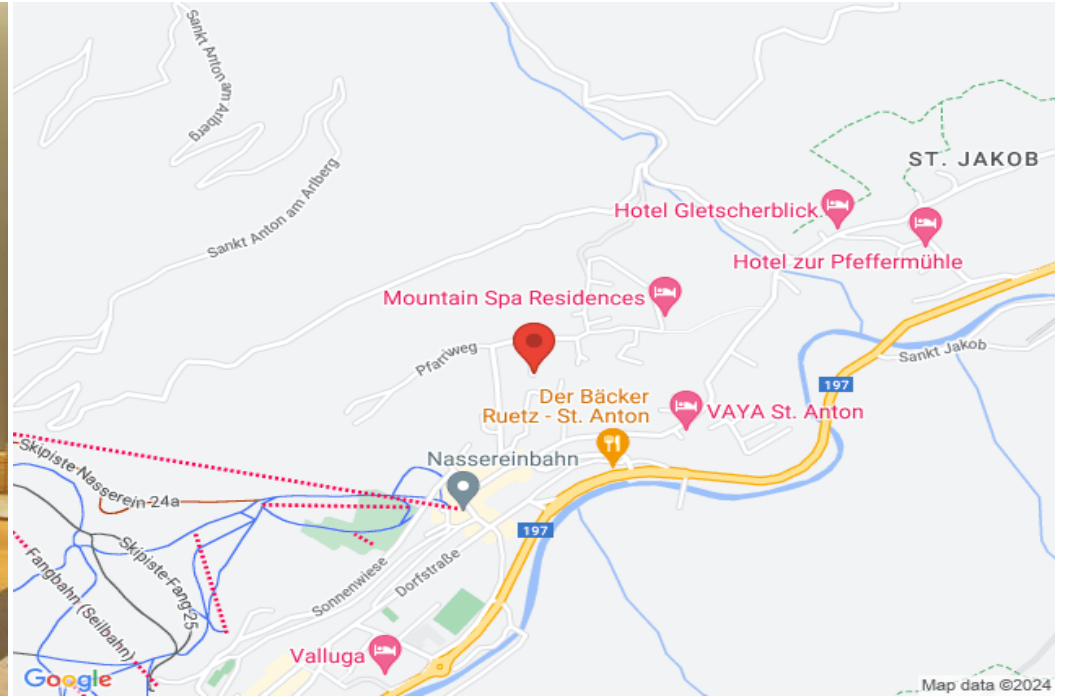 Sankt Anton am Arlberg
Sankt Anton am Arlberg
ST. JAKOB
Hotel Gletscherblick
Hotel zur Pfeffermühle
Mountain Spa Residences
Pfarrweg
Sankt Jakob
197
Der Bäcker
Ruetz - St. Anton
VAYA St. Anton
Nassereinbahn
Skipiste Nasserein 24a
197
Skipiste Fang 25
Fangbahn (Seilbahn)
Sonnenwiese
Dorfstraße
Valluga
Google
Map data ©2024